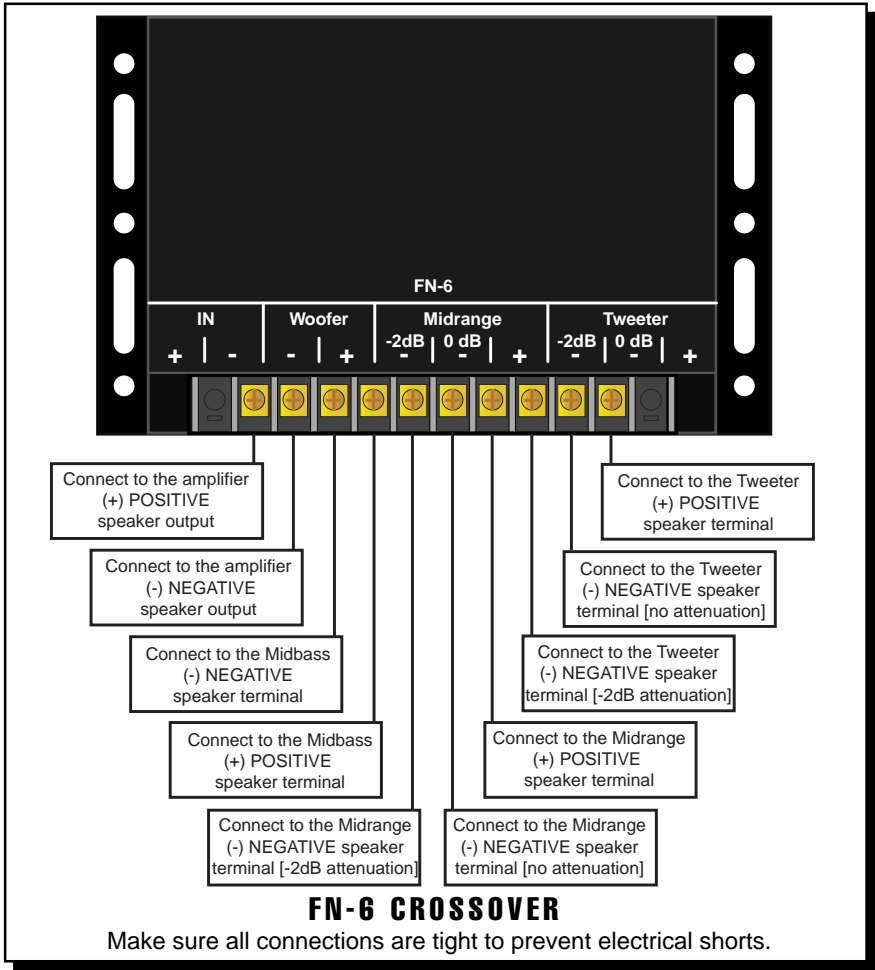 FN-6
IN Woofer Midrange Tweeter
-2dB 0 dB -2dB 0 dB
+ - - + - - + - - +
Connect to the amplifier
(+) POSITIVE
speaker output
Connect to the Tweeter
(+) POSITIVE
speaker terminal
Connect to the amplifier
(-) NEGATIVE
speaker output
Connect to the Tweeter
(-) NEGATIVE speaker
terminal [no attenuation]
Connect to the Midbass
(-) NEGATIVE
speaker terminal
Connect to the Tweeter
(-) NEGATIVE speaker
terminal [-2dB attenuation]
Connect to the Midbass
(+) POSITIVE
speaker terminal
Connect to the Midrange
(+) POSITIVE
speaker terminal
Connect to the Midrange
(-) NEGATIVE speaker
terminal [-2dB attenuation]
Connect to the Midrange
(-) NEGATIVE speaker
terminal [no attenuation]
FN-6 CROSSOVER
Make sure all connections are tight to prevent electrical shorts.